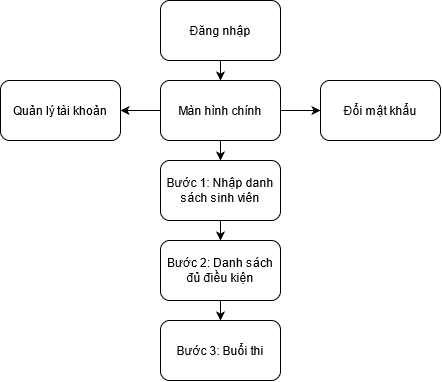 Đăng nhập
Quản lý tài khoản
Màn hình chính
Đổi mật khẩu
Bước 1: Nhập danh
sách sinh viên
Bước 2: Danh sách
đủ điều kiện
Bước 3: Buổi thi